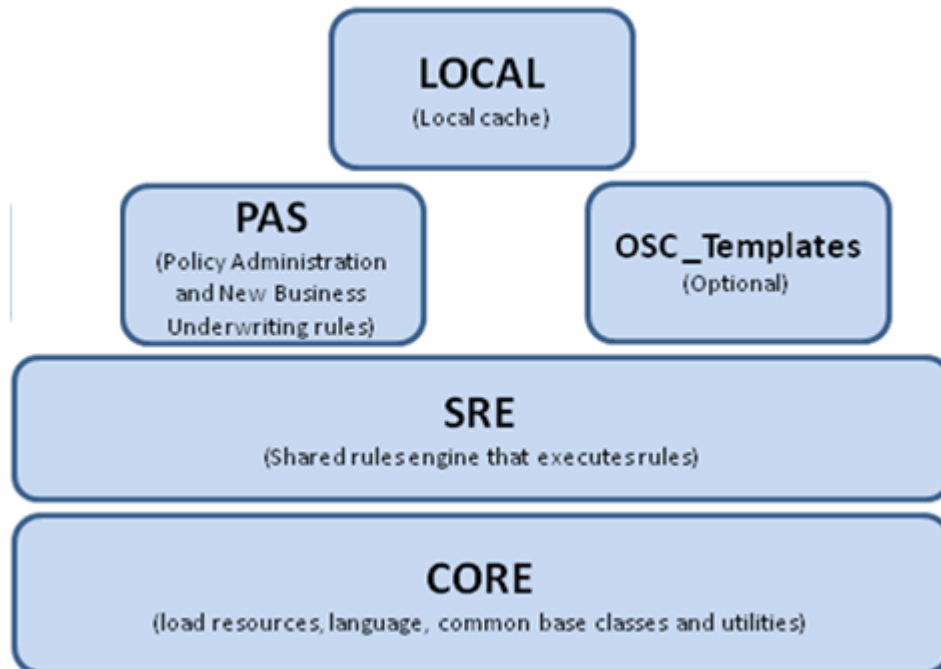 LOCAL
(Local cache)
PAS
(Policy Administration
and New Business
Underwriting rules)
OSC_Templates
(Optional)
SRE
(Shared rules engine that executes rules)
CORE
(load resources, language, common base classes and utilities)